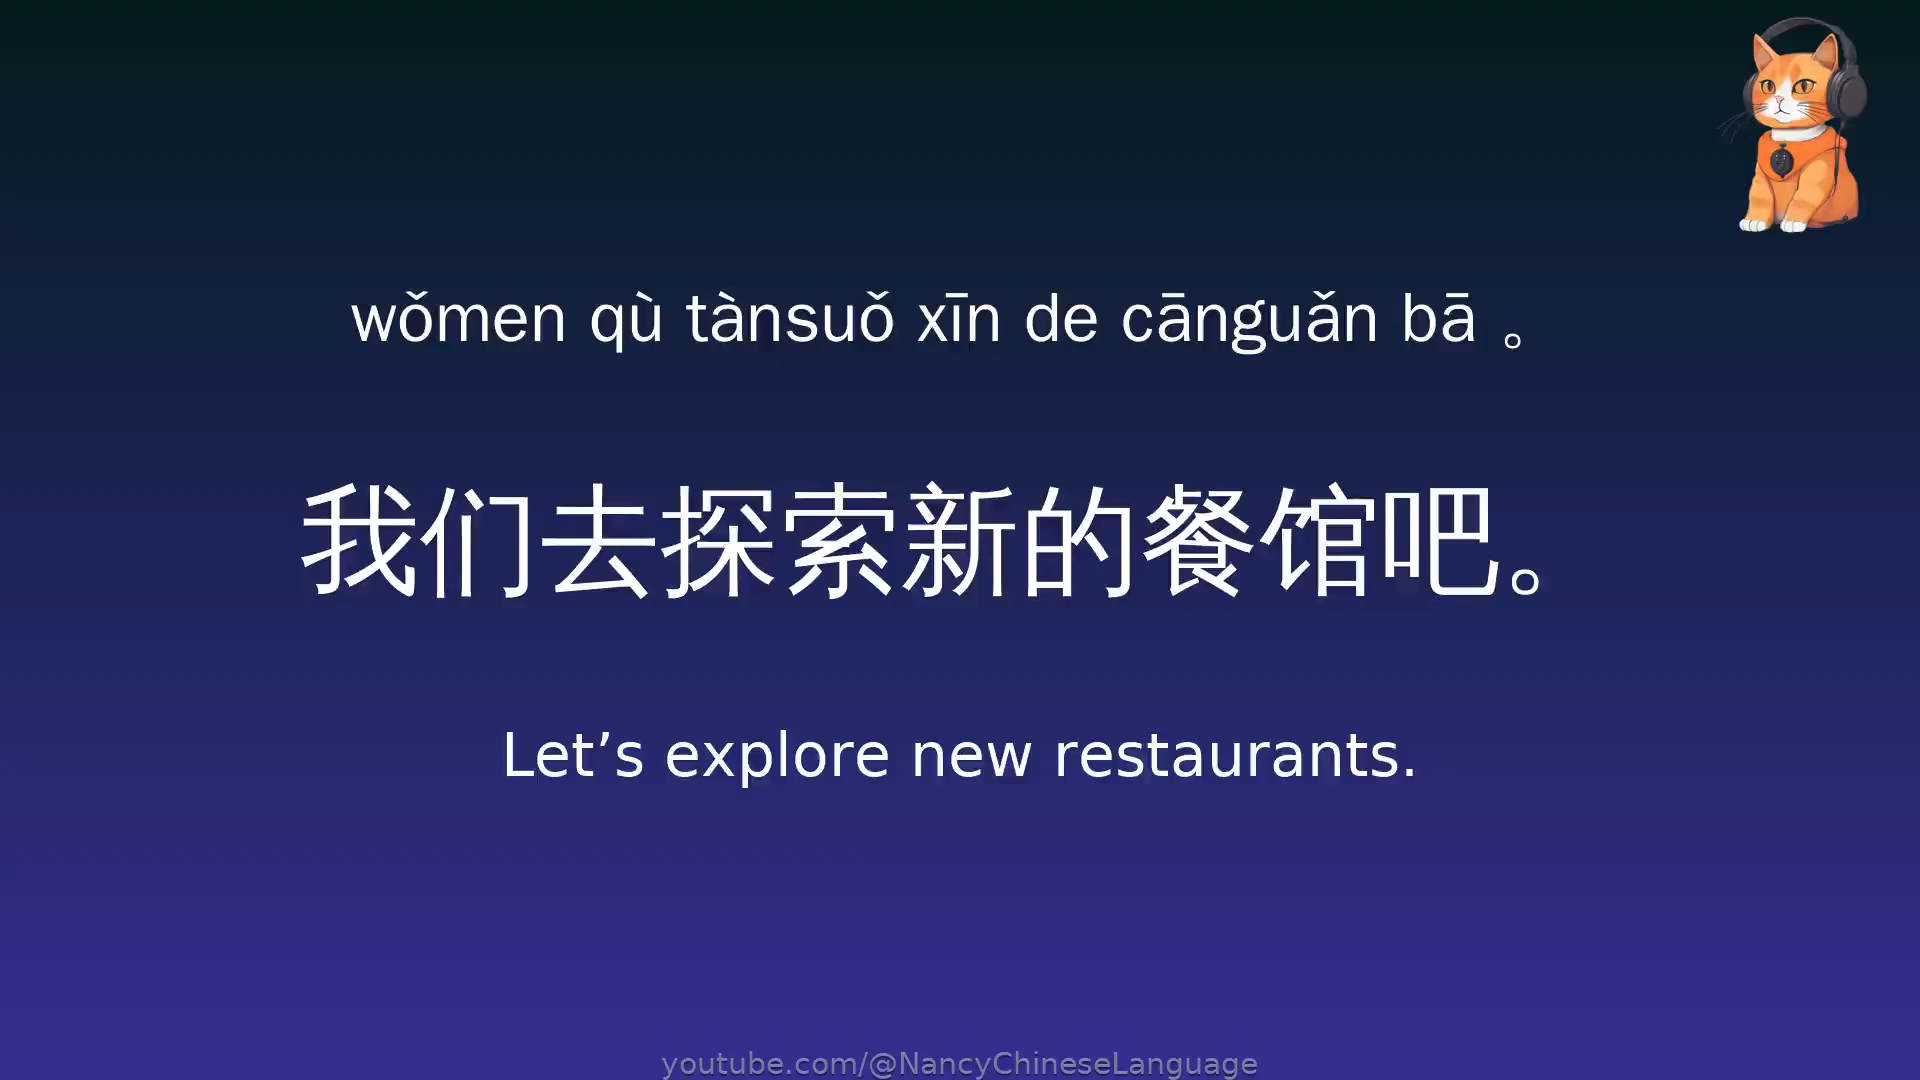 wǒmen qù tànsuǒ xīn de cānguǎn bā 。
我们去探索新的餐馆吧。
Let’s explore new restaurants.
youtube.com/@NancyChineseLanguage